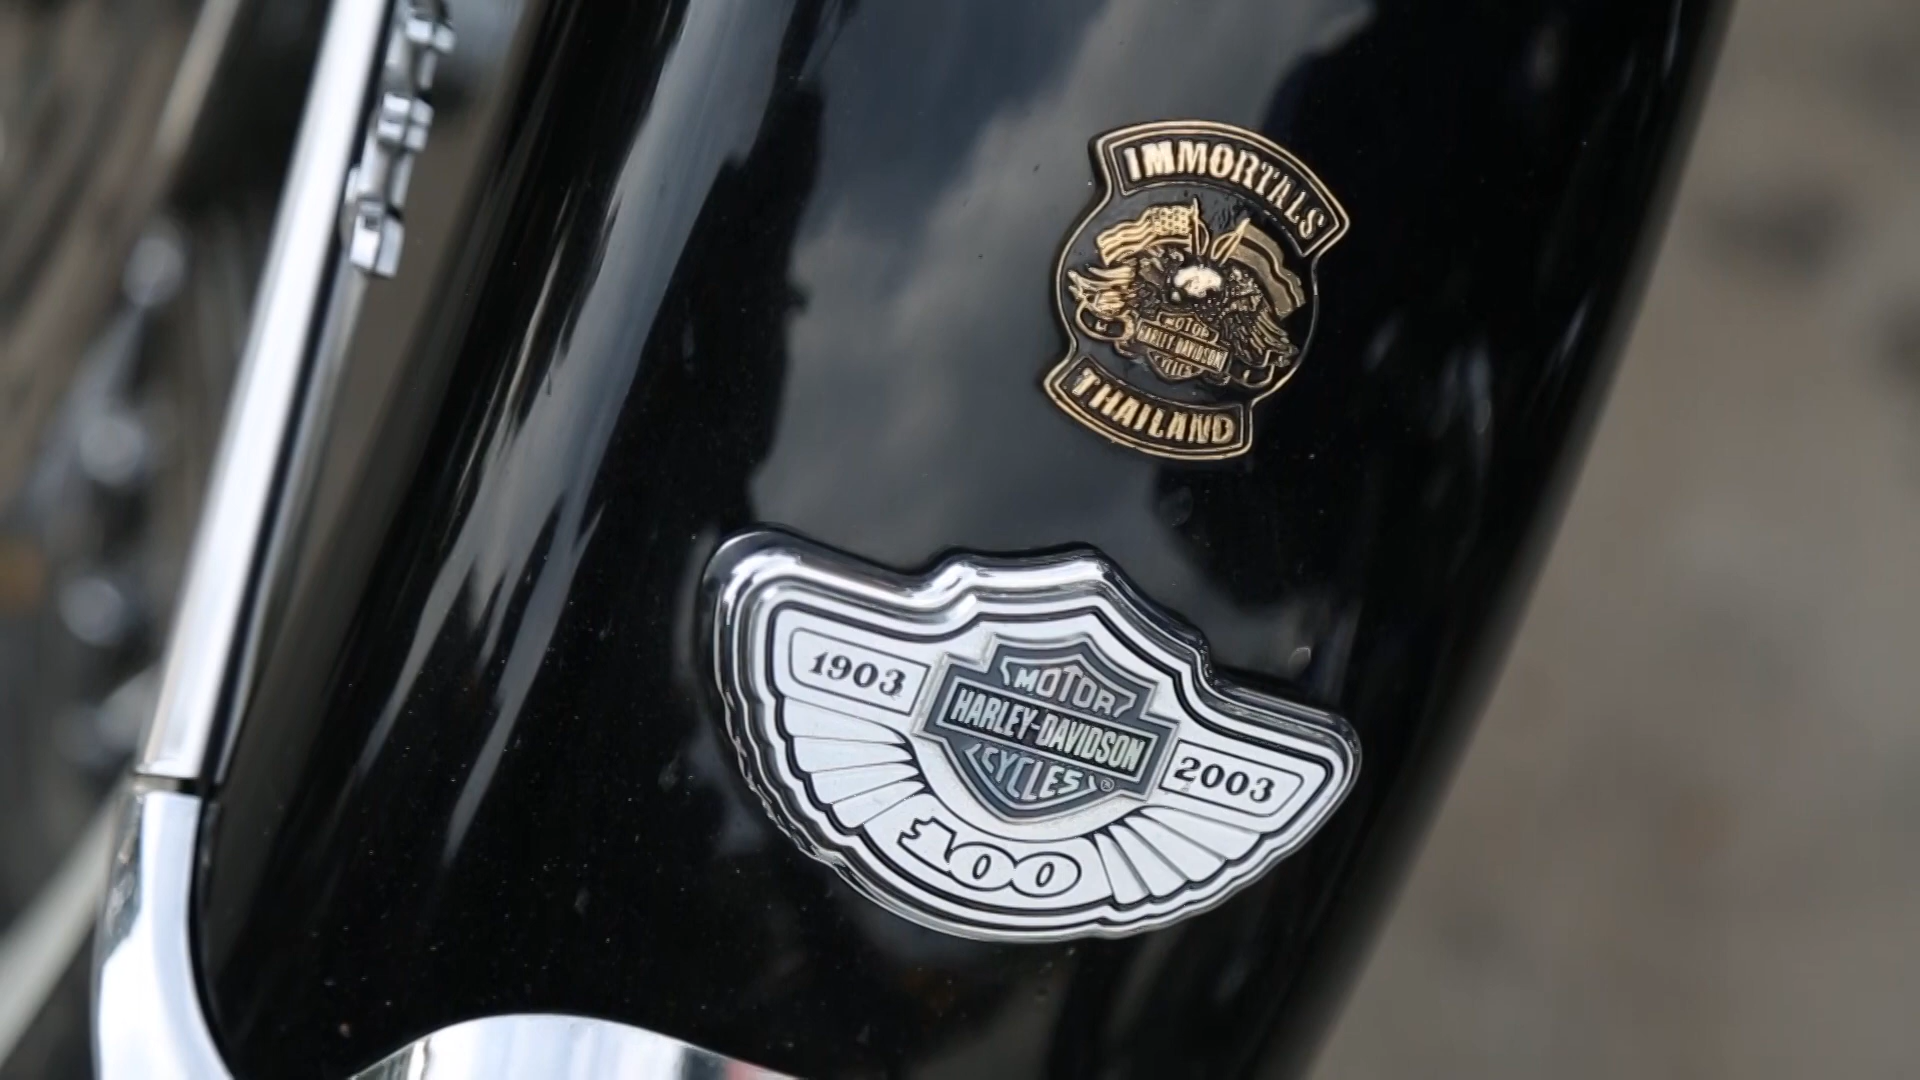 IMMORTALS
MOTOR
HARLEY-DAVIDSON
CYCLES
THAILAND
1903
MOTOR
HARLEY-DAVIDSON
CYCLES
®
2003
100